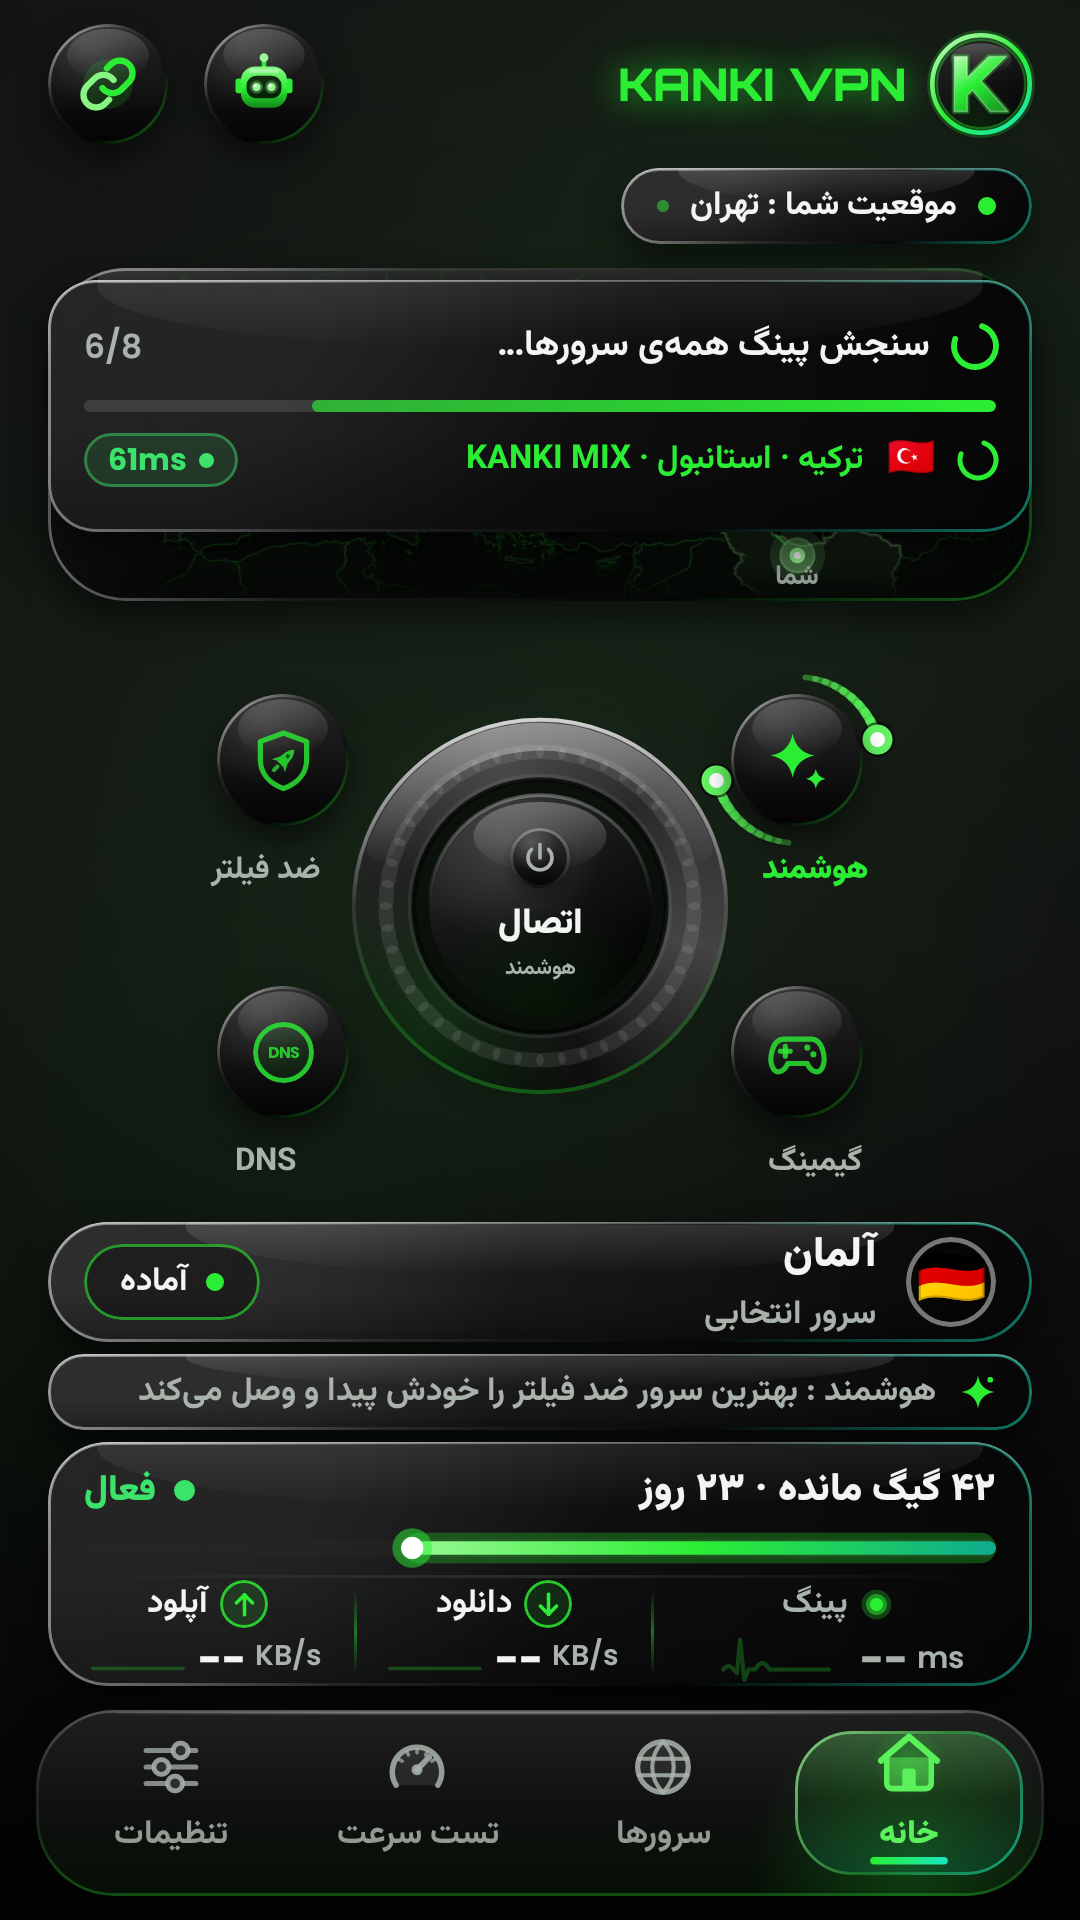 KANKI VPN
K
موقعیت شما : تهران
سنجش پینگ همه‌ی سرورها...
6/8
ترکیه · استانبول · KANKI MIX
61ms
شما
هوشمند
ضد فیلتر
اتصال
هوشمند
گیمینگ
DNS
DNS
آلمان
سرور انتخابی
آماده
هوشمند : بهترین سرور ضد فیلتر را خودش پیدا و وصل می‌کند
۴۲ گیگ مانده · ۲۳ روز
فعال
پینگ
-- ms
دانلود
-- KB/s
آپلود
-- KB/s
خانه
سرورها
تست سرعت
تنظیمات